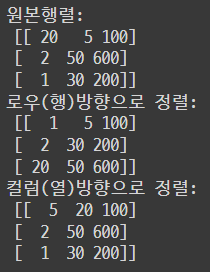 원본행렬:
[[ 20   5 100]
 [  2  50 600]
 [  1  30 200]]
로우(행)방향으로 정렬:
[[  1   5 100]
 [  2  30 200]
 [ 20  50 600]]
컬럼(열)방향으로 정렬:
[[  5  20 100]
 [  2  50 600]
 [  1  30 200]]